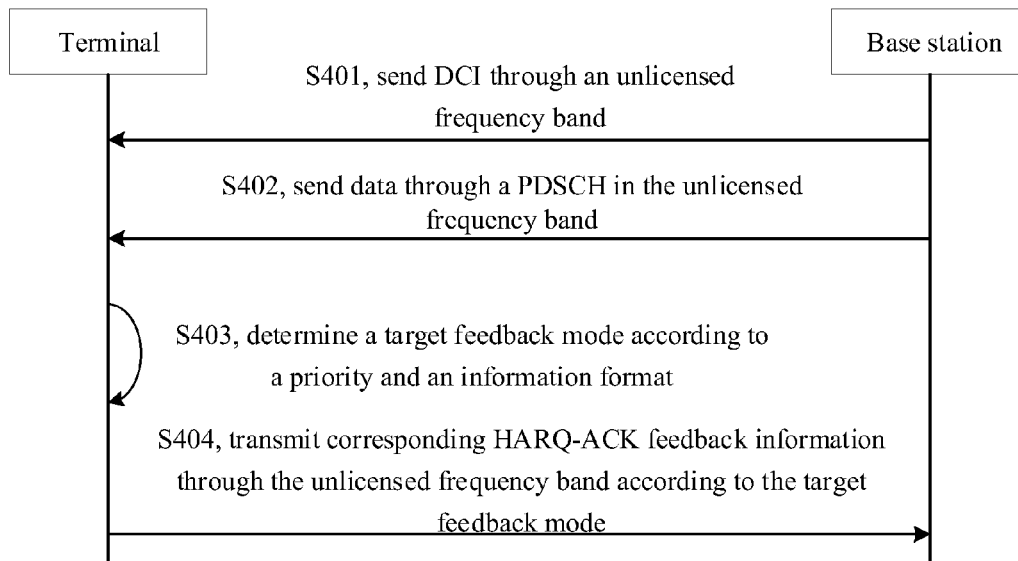 Terminal
Base station
S401, send DCI through an unlicensed
frequency band
S402, send data through a PDSCH in the unlicensed
frequency band
S403, determine a target feedback mode according to
a priority and an information format
S404, transmit corresponding HARQ-ACK feedback information
through the unlicensed frequency band according to the target
feedback mode